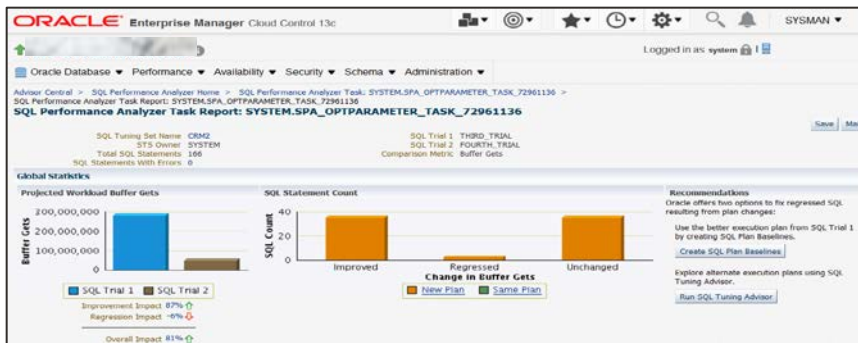 ORACLE Enterprise Manager Cloud Control 13c
SYSMAN
Logged in as system
Oracle Database Performance Availability Security Schema Administration
Advisor Central > SQL Performance Analyzer Home > SQL Performance Analyzer Task: SYSTEM.SPA_OPTPARAMETER_TASK_72961136 >
SQL Performance Analyzer Task Report: SYSTEM.SPA_OPTPARAMETER_TASK_72961136
SQL Performance Analyzer Task Report: SYSTEM.SPA_OPTPARAMETER_TASK_72961136
Save
SQL Tuning Set Name CRM2
STS Owner SYSTEM
Total SQL Statements 166
SQL Statements With Errors 0
SQL Trial 1 THIRD_TRIAL
SQL Trial 2 FOURTH_TRIAL
Comparison Metric Buffer Gets
Global Statistics
Projected Workload Buffer Gets
Buffer Gets
300,000,000
200,000,000
100,000,000
0
SQL Trial 1 SQL Trial 2
Improvement Impact 87%
Regression Impact -6%
Overall Impact 81%
SQL Statement Count
SQL Count
40
20
0
Improved Regressed Unchanged
Change in Buffer Gets
New Plan Same Plan
Recommendations
Oracle offers two options to fix regressed SQL
resulting from plan changes:
Use the better execution plan from SQL Trial 1
by creating SQL Plan Baselines.
Create SQL Plan Baselines
Explore alternate execution plans using SQL
Tuning Advisor.
Run SQL Tuning Advisor